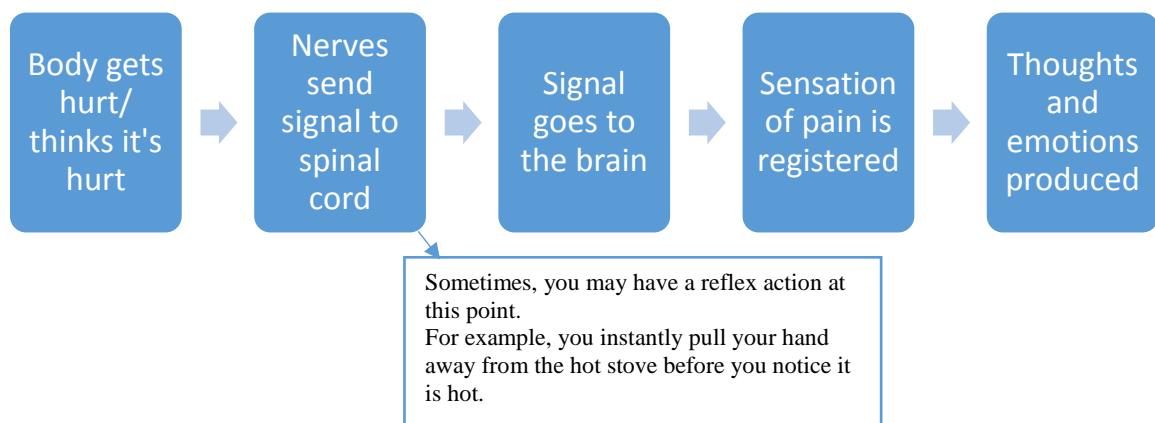 Body gets
hurt/
thinks it's
hurt
Nerves
send
signal to
spinal
cord
Signal
goes to
the brain
Sensation
of pain is
registered
Thoughts
and
emotions
produced
Sometimes, you may have a reflex action at
this point.
For example, you instantly pull your hand
away from the hot stove before you notice it
is hot.